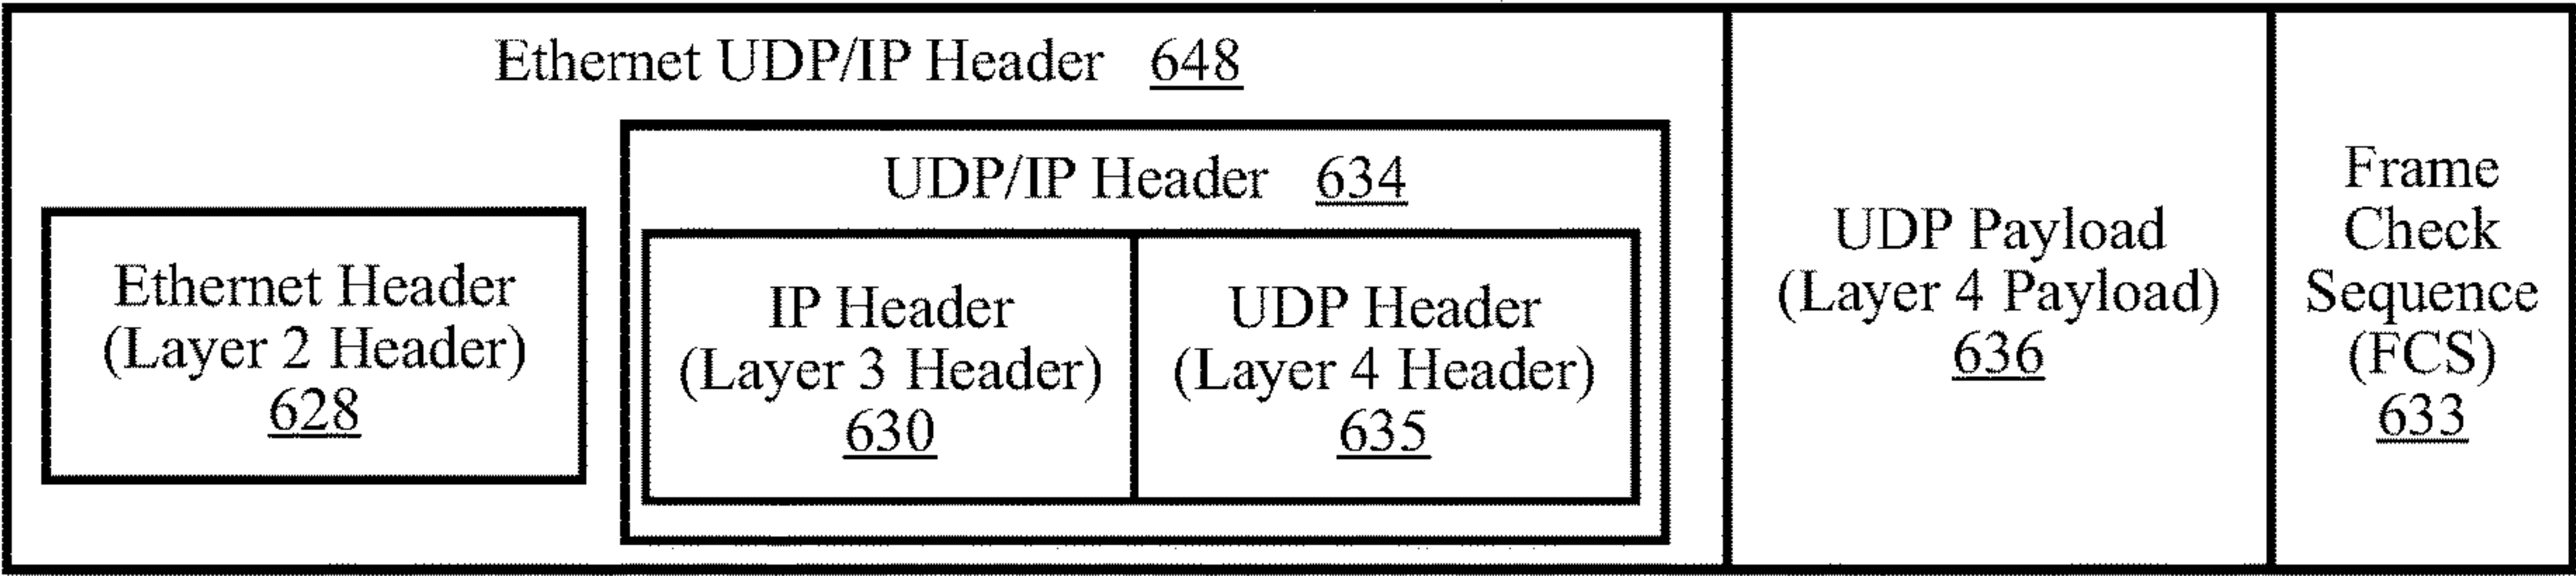 Ethernet UDP/IP Header 648
UDP/IP Header 634
Ethernet Header
(Layer 2 Header)
628
IP Header
(Layer 3 Header)
630
UDP Header
(Layer 4 Header)
635
UDP Payload
(Layer 4 Payload)
636
Frame
Check
Sequence
(FCS)
633